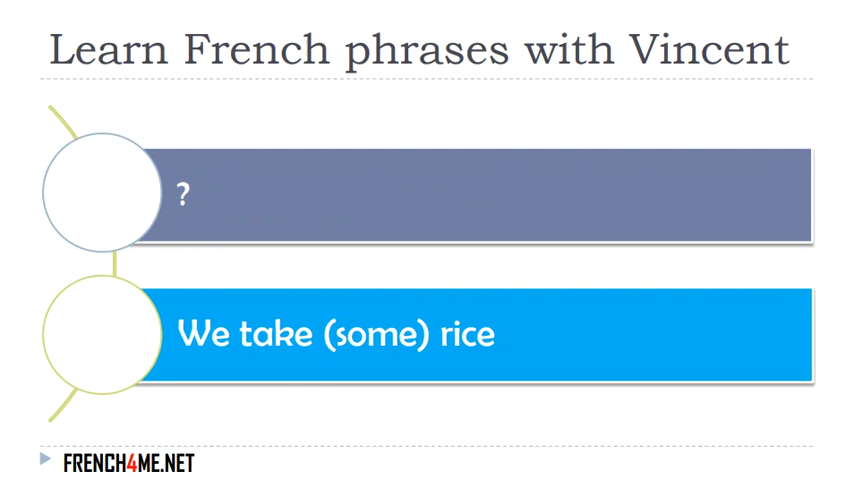 Learn French phrases with Vincent
?
We take (some) rice
FRENCH4ME.NET